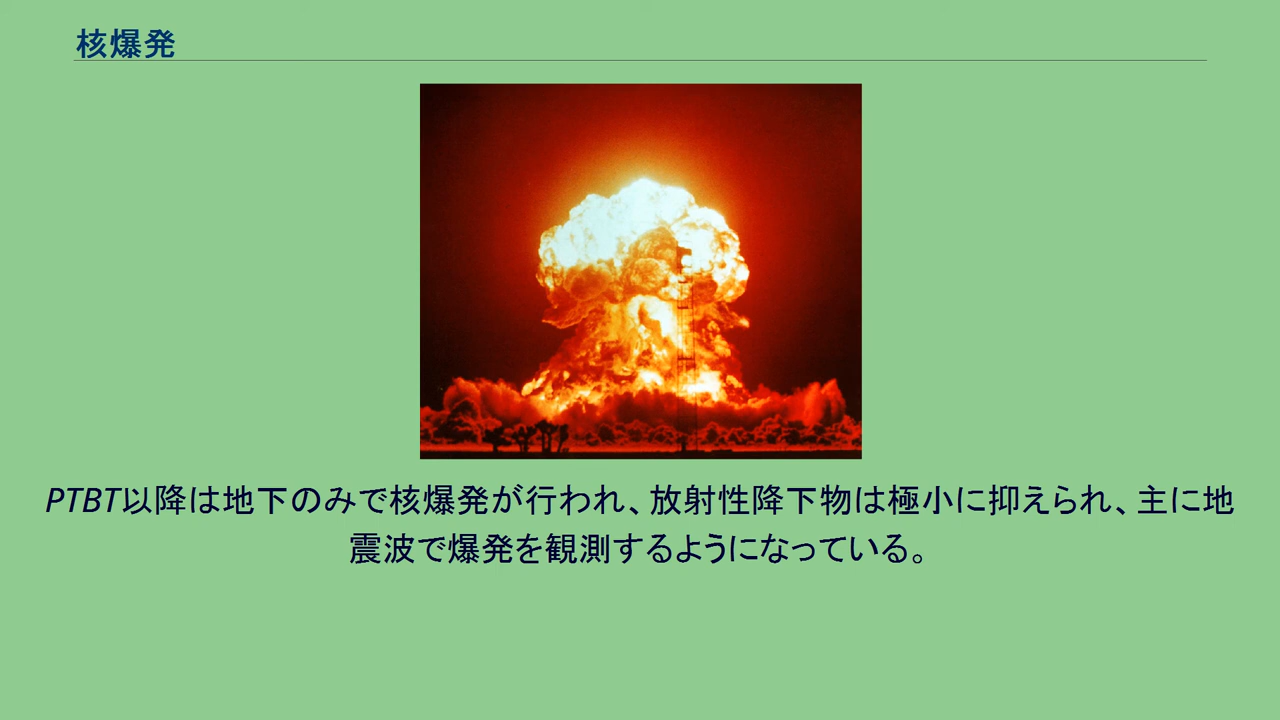 核爆発
PTBT以降は地下のみで核爆発が行われ、放射性降下物は極小に抑えられ、主に地
震波で爆発を観測するようになっている。